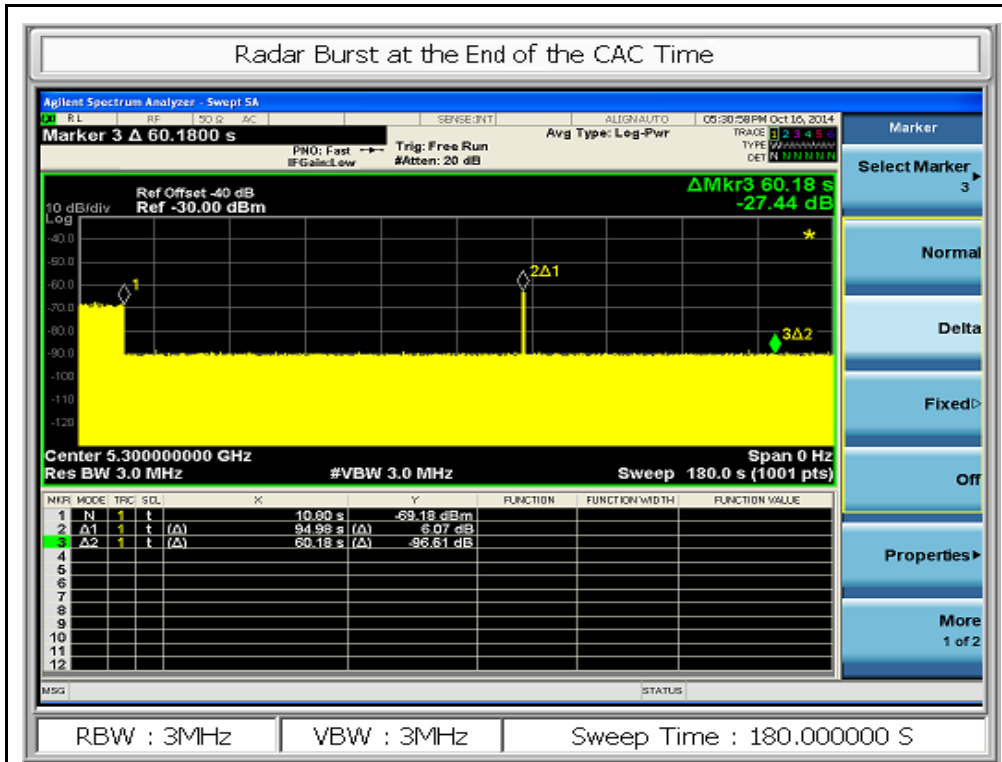 Radar Burst at the End of the CAC Time
Agilent Spectrum Analyzer - Swept SA
RL RF 50 Ω AC SENSE:INT ALIGNAUTO 05:30:58 PM Oct 16, 2014
Marker 3 Δ 60.1800 s
PNO: Fast
IFGain:Low
Trig: Free Run
#Atten: 20 dB
Avg Type: Log-Pwr
TRACE 1 2 3 4 5 6
TYPE W
DET N N N N N N
Ref Offset -40 dB
10 dB/div Ref -30.00 dBm
Log
ΔMkr3 60.18 s
-27.44 dB
-40.0
-50.0
-60.0
-70.0
-80.0
-90.0
-100
-110
-120
1
2Δ1
3Δ2
*
Center 5.300000000 GHz Span 0 Hz
Res BW 3.0 MHz #VBW 3.0 MHz Sweep 180.0 s (1001 pts)
MKR MODE TRC SCL X Y FUNCTION FUNCTION WIDTH FUNCTION VALUE
1 N 1 t 10.80 s -69.18 dBm
2 Δ1 1 t (Δ) 94.98 s (Δ) 6.07 dB
3 Δ2 1 t (Δ) 60.18 s (Δ) -96.61 dB
4
5
6
7
8
9
10
11
12
MSG STATUS
Marker
Select Marker
3
Normal
Delta
Fixed
Off
Properties
More
1 of 2
RBW : 3MHz VBW : 3MHz Sweep Time : 180.000000 S